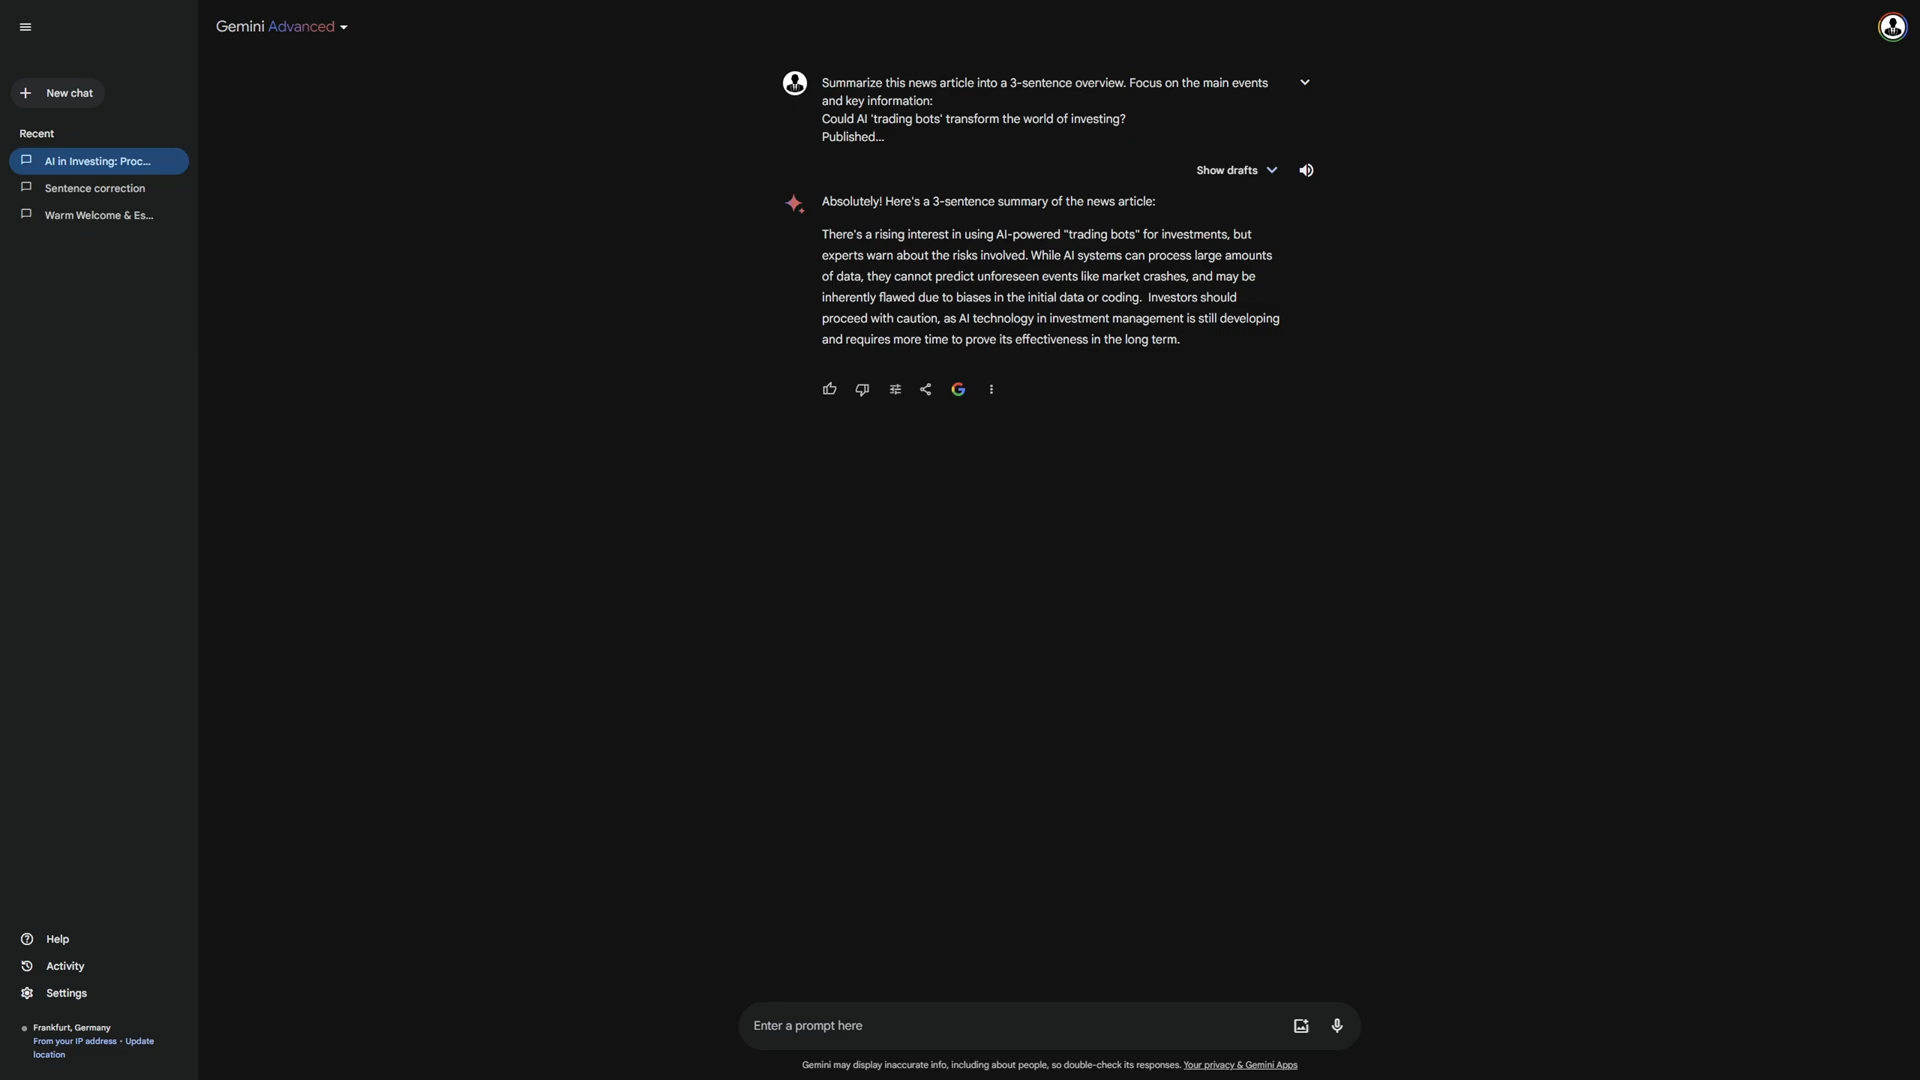 Gemini Advanced
New chat
Recent
AI in Investing: Proc...
Sentence correction
Warm Welcome & Es...
Summarize this news article into a 3-sentence overview. Focus on the main events
and key information:
Could AI 'trading bots' transform the world of investing?
Published...
Show drafts
Absolutely! Here's a 3-sentence summary of the news article:
There's a rising interest in using AI-powered "trading bots" for investments, but
experts warn about the risks involved. While AI systems can process large amounts
of data, they cannot predict unforeseen events like market crashes, and may be
inherently flawed due to biases in the initial data or coding. Investors should
proceed with caution, as AI technology in investment management is still developing
and requires more time to prove its effectiveness in the long term.
Help
Activity
Settings
Frankfurt, Germany
From your IP address • Update
location
Enter a prompt here
Gemini may display inaccurate info, including about people, so double-check its responses. Your privacy & Gemini Apps